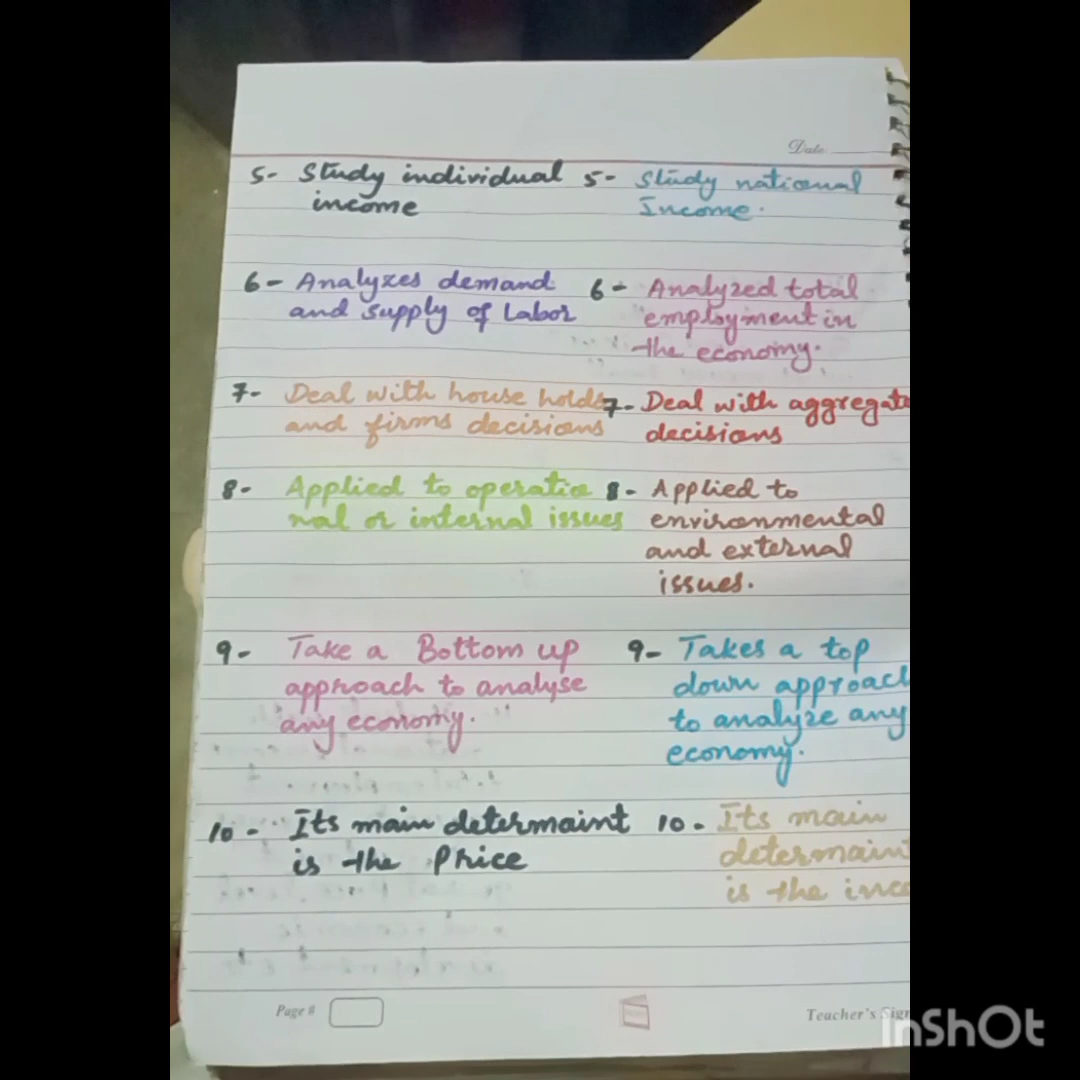 Date
5- Study individual
income
5- Study national
Income.
6- Analyzes demand
and supply of labor
6- Analyzed total
employment in
the economy.
7- Deal with house holds
and firms decisions
7- Deal with aggregate
decisions
8- Applied to operatio
nal or internal issues
8- Applied to
environmental
and external
issues.
9- Take a Bottom up
approach to analyse
any economy.
9- Takes a top
down approach
to analyze any
economy.
10- Its main determaint
is the Price
10- Its main
determaint
is the inco
Page #
Teacher's Sign
InShOt